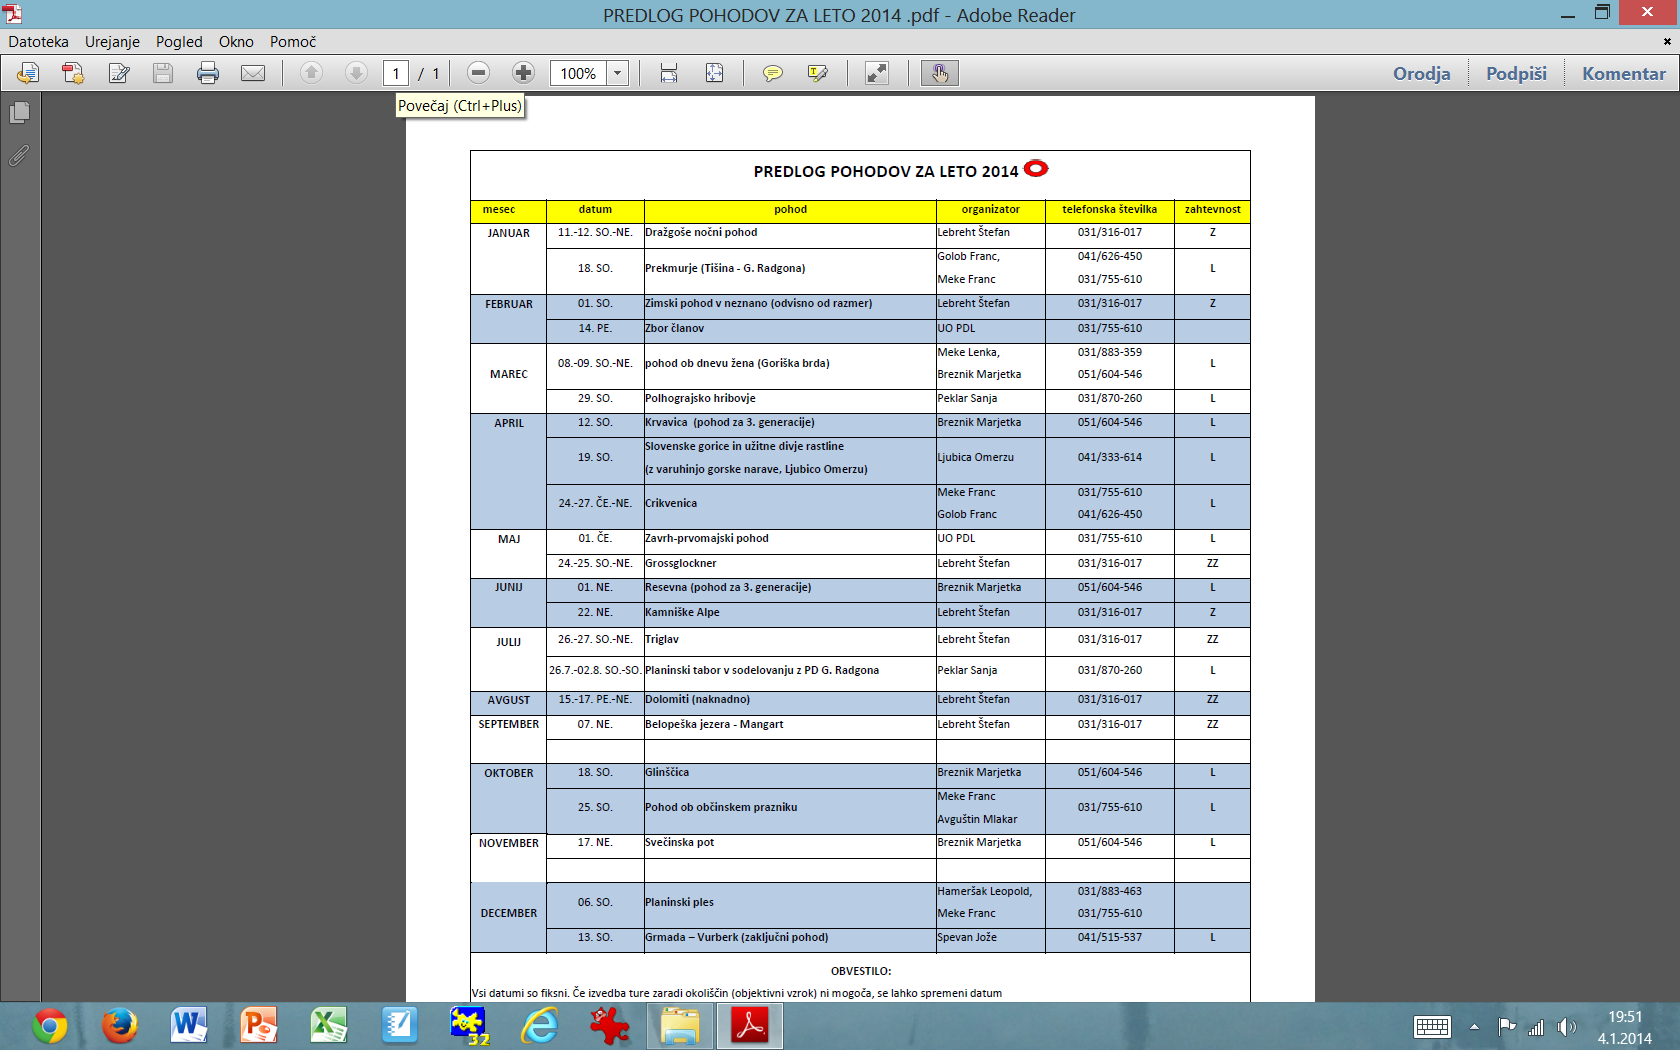 PREDLOG POHODOV ZA LETO 2014 .pdf - Adobe Reader
Datoteka Urejanje Pogled Okno Pomoč
1 / 1 100% Orodja Podpiši Komentar
Povečaj (Ctrl+Plus)
PREDLOG POHODOV ZA LETO 2014
mesec datum pohod organizator telefonska številka zahtevnost
JANUAR 11.-12. SO.-NE. Dražgoše nočni pohod Lebreht Štefan 031/316-017 Z
18. SO. Prekmurje (Tišina - G. Radgona) Golob Franc, 041/626-450 L
Meke Franc 031/755-610
FEBRUAR 01. SO. Zimski pohod v neznano (odvisno od razmer) Lebreht Štefan 031/316-017 Z
14. PE. Zbor članov UO PDL 031/755-610
MAREC 08.-09. SO.-NE. pohod ob dnevu žena (Goriška brda) Meke Lenka, 031/883-359 L
Breznik Marjetka 051/604-546
29. SO. Polhograjsko hribovje Peklar Sanja 031/870-260 L
APRIL 12. SO. Krvavica (pohod za 3. generacije) Breznik Marjetka 051/604-546 L
19. SO. Slovenske gorice in užitne divje rastline Ljubica Omerzu 041/333-614 L
(z varuhinjo gorske narave, Ljubico Omerzu)
24.-27. ČE.-NE. Crikvenica Meke Franc 031/755-610 L
Golob Franc 041/626-450
MAJ 01. ČE. Zavrh-prvomajski pohod UO PDL 031/755-610 L
24.-25. SO.-NE. Grossglockner Lebreht Štefan 031/316-017 ZZ
JUNIJ 01. NE. Resevna (pohod za 3. generacije) Breznik Marjetka 051/604-546 L
22. NE. Kamniške Alpe Lebreht Štefan 031/316-017 Z
JULIJ 26.-27. SO.-NE. Triglav Lebreht Štefan 031/316-017 ZZ
26.7.-02.8. SO.-SO. Planinski tabor v sodelovanju z PD G. Radgona Peklar Sanja 031/870-260 L
AVGUST 15.-17. PE.-NE. Dolomiti (naknadno) Lebreht Štefan 031/316-017 ZZ
SEPTEMBER 07. NE. Belopeška jezera - Mangart Lebreht Štefan 031/316-017 ZZ
OKTOBER 18. SO. Glinščica Breznik Marjetka 051/604-546 L
25. SO. Pohod ob občinskem prazniku Meke Franc 031/755-610 L
Avguštin Mlakar
NOVEMBER 17. NE. Svečinska pot Breznik Marjetka 051/604-546 L
DECEMBER 06. SO. Planinski ples Hameršak Leopold, 031/883-463
Meke Franc 031/755-610
13. SO. Grmada – Vurberk (zaključni pohod) Spevan Jože 041/515-537 L
OBVESTILO:
Vsi datumi so fiksni. Če izvedba ture zaradi okoliščin (objektivni vzrok) ni mogoča, se lahko spremeni datum
32
19:51
4.1.2014